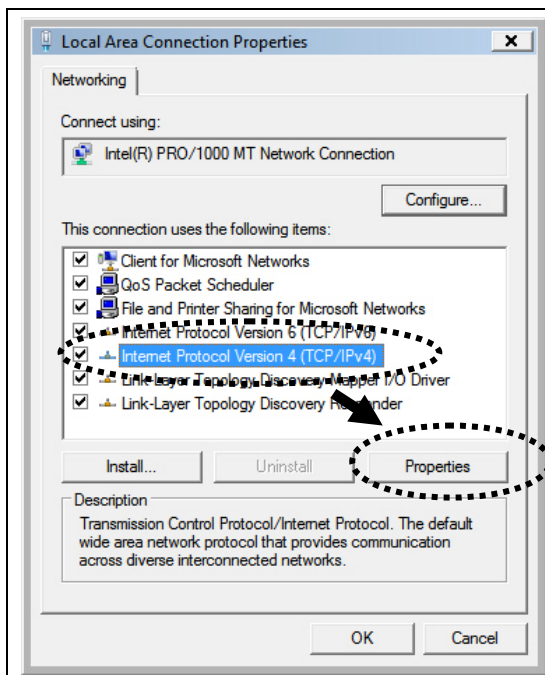 Local Area Connection Properties
Networking
Connect using:
Intel(R) PRO/1000 MT Network Connection
Configure...
This connection uses the following items:
Client for Microsoft Networks
QoS Packet Scheduler
File and Printer Sharing for Microsoft Networks
Internet Protocol Version 6 (TCP/IPv6)
Internet Protocol Version 4 (TCP/IPv4)
Link-Layer Topology Discovery Mapper I/O Driver
Link-Layer Topology Discovery Responder
Install...
Uninstall
Properties
Description
Transmission Control Protocol/Internet Protocol. The default
wide area network protocol that provides communication
across diverse interconnected networks.
OK
Cancel